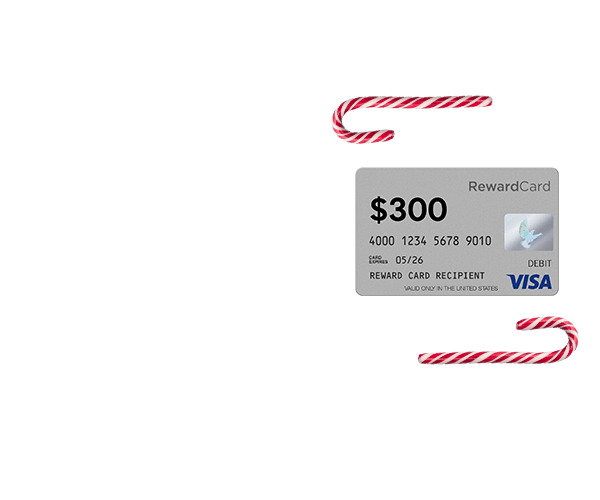 RewardCard
$300
4000 1234 5678 9010
CARD EXPIRES 05/26
DEBIT
REWARD CARD RECIPIENT
VISA
VALID ONLY IN THE UNITED STATES